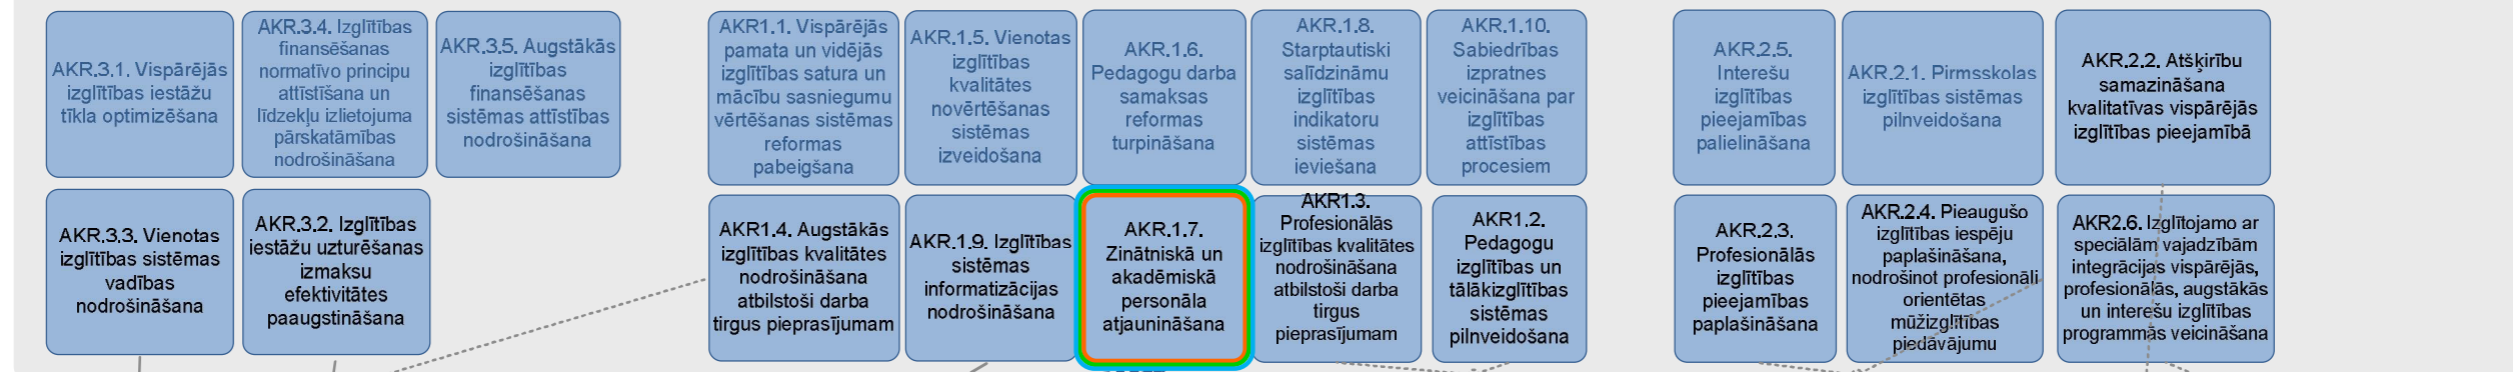 AKR.3.1. Vispārējās
izglītības iestāžu
tīkla optimizēšana
AKR.3.4. Izglītības
finansēšanas
normatīvo principu
attīstīšana un
līdzekļu izlietojuma
pārskatāmības
nodrošināšana
AKR.3.5. Augstākās
izglītības
finansēšanas
sistēmas attīstības
nodrošināšana
AKR1.1. Vispārējās
pamata un vidējās
izglītības satura un
mācību sasniegumu
vērtēšanas sistēmas
reformas
pabeigšana
AKR.1.5. Vienotas
izglītības
kvalitātes
novērtēšanas
sistēmas
izveidošana
AKR.1.6.
Pedagogu darba
samaksas
reformas
turpināšana
AKR.1.8.
Starptautiski
salīdzināmu
izglītības
indikatoru
sistēmas
ieviešana
AKR.1.10.
Sabiedrības
izpratnes
veicināšana par
izglītības
attīstības
procesiem
AKR.2.5.
Interešu
izglītības
pieejamības
palielināšana
AKR.2.1. Pirmsskolas
izglītības sistēmas
pilnveidošana
AKR.2.2. Atšķirību
samazināšana
kvalitatīvas vispārējās
izglītības pieejamībā
AKR.3.3. Vienotas
izglītības sistēmas
vadības
nodrošināšana
AKR.3.2. Izglītības
iestāžu uzturēšanas
izmaksu
efektivitātes
paaugstināšana
AKR1.4. Augstākās
izglītības kvalitātes
nodrošināšana
atbilstoši darba
tirgus pieprasījumam
AKR.1.9. Izglītības
sistēmas
informatizācijas
nodrošināšana
AKR.1.7.
Zinātniskā un
akadēmiskā
personāla
atjaunināšana
AKR1.3.
Profesionālās
izglītības kvalitātes
nodrošināšana
atbilstoši darba
tirgus
pieprasījumam
AKR1.2.
Pedagogu
izglītības un
tālākizglītības
sistēmas
pilnveidošana
AKR.2.3.
Profesionālās
izglītības
pieejamības
paplašināšana
AKR.2.4. Pieaugušo
izglītības iespēju
paplašināšana,
nodrošinot profesionāli
orientētas
mūžizglītības
piedāvājumu
AKR2.6. Izglītojamo ar
speciālām vajadzībām
integrācijas vispārējās,
profesionālās, augstākās
un interešu izglītības
programmās veicināšana